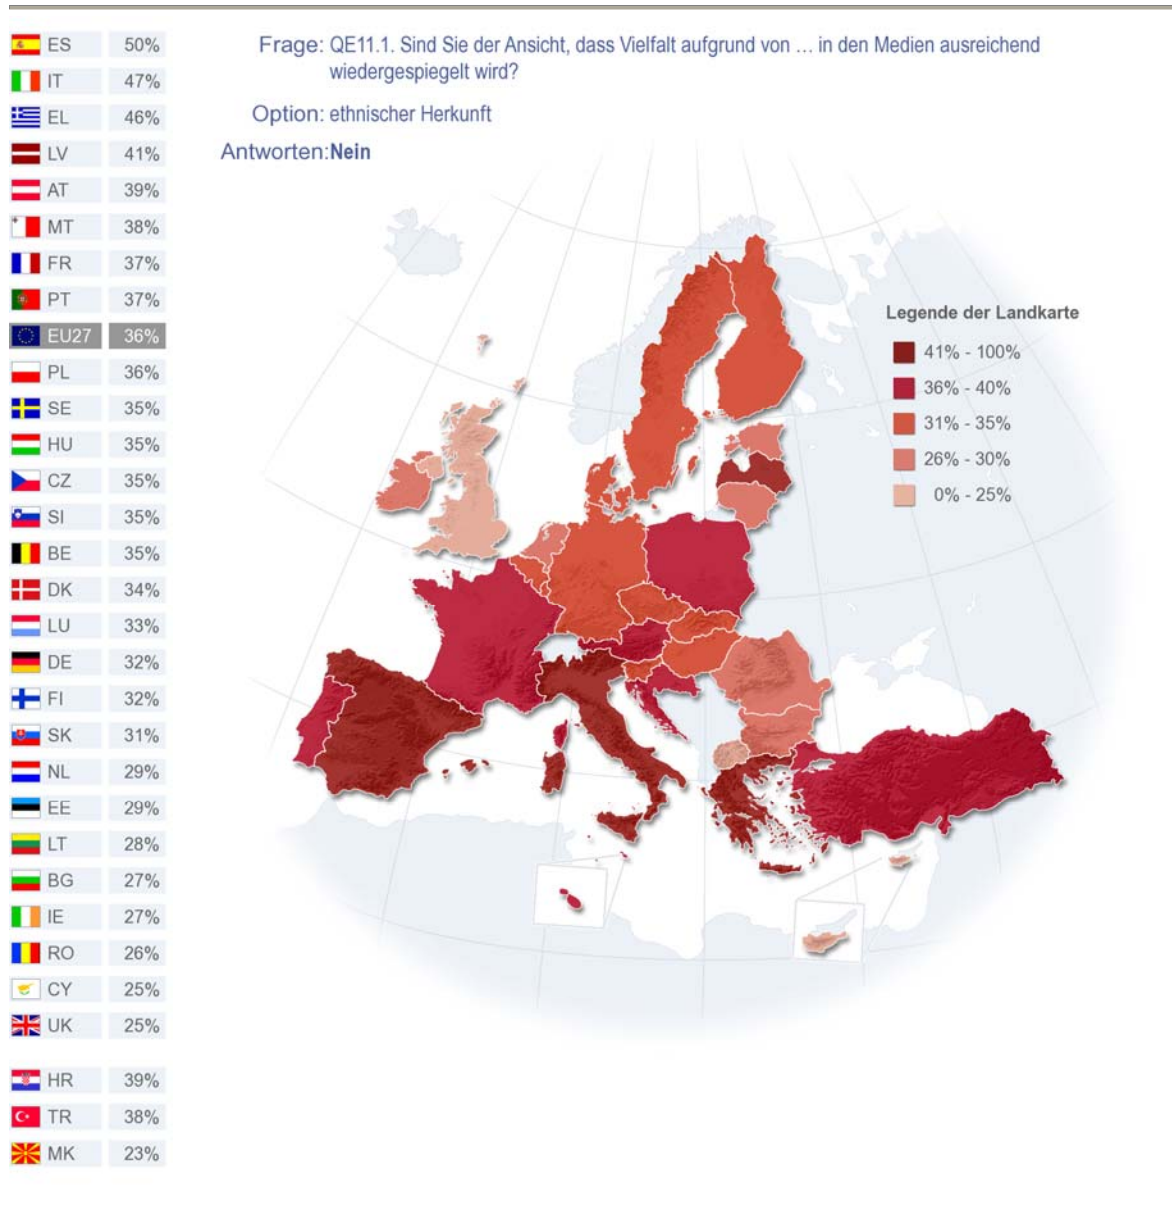 Frage: QE11.1. Sind Sie der Ansicht, dass Vielfalt aufgrund von … in den Medien ausreichend
wiedergespiegelt wird?
Option: ethnischer Herkunft
Antworten:Nein
ES 50%
IT 47%
EL 46%
LV 41%
AT 39%
MT 38%
FR 37%
PT 37%
EU27 36%
PL 36%
SE 35%
HU 35%
CZ 35%
SI 35%
BE 35%
DK 34%
LU 33%
DE 32%
FI 32%
SK 31%
NL 29%
EE 29%
LT 28%
BG 27%
IE 27%
RO 26%
CY 25%
UK 25%
HR 39%
TR 38%
MK 23%
Legende der Landkarte
41% - 100%
36% - 40%
31% - 35%
26% - 30%
0% - 25%